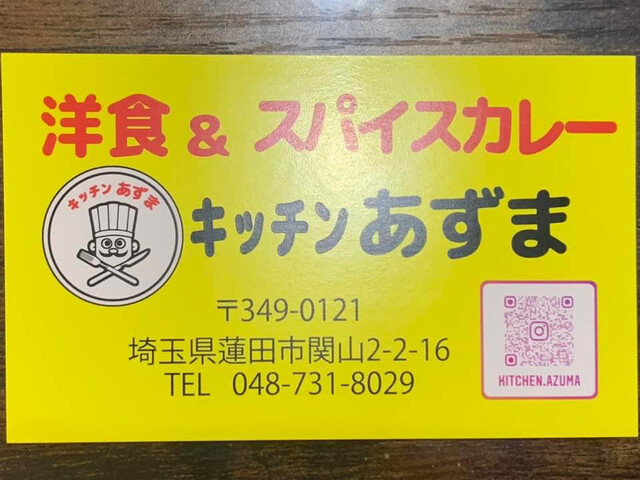 洋食 & スパイスカレー
キッチン あずま
キッチン あずま
〒349-0121
埼玉県蓮田市関山2-2-16
TEL 048-731-8029
KITCHEN.AZUMA